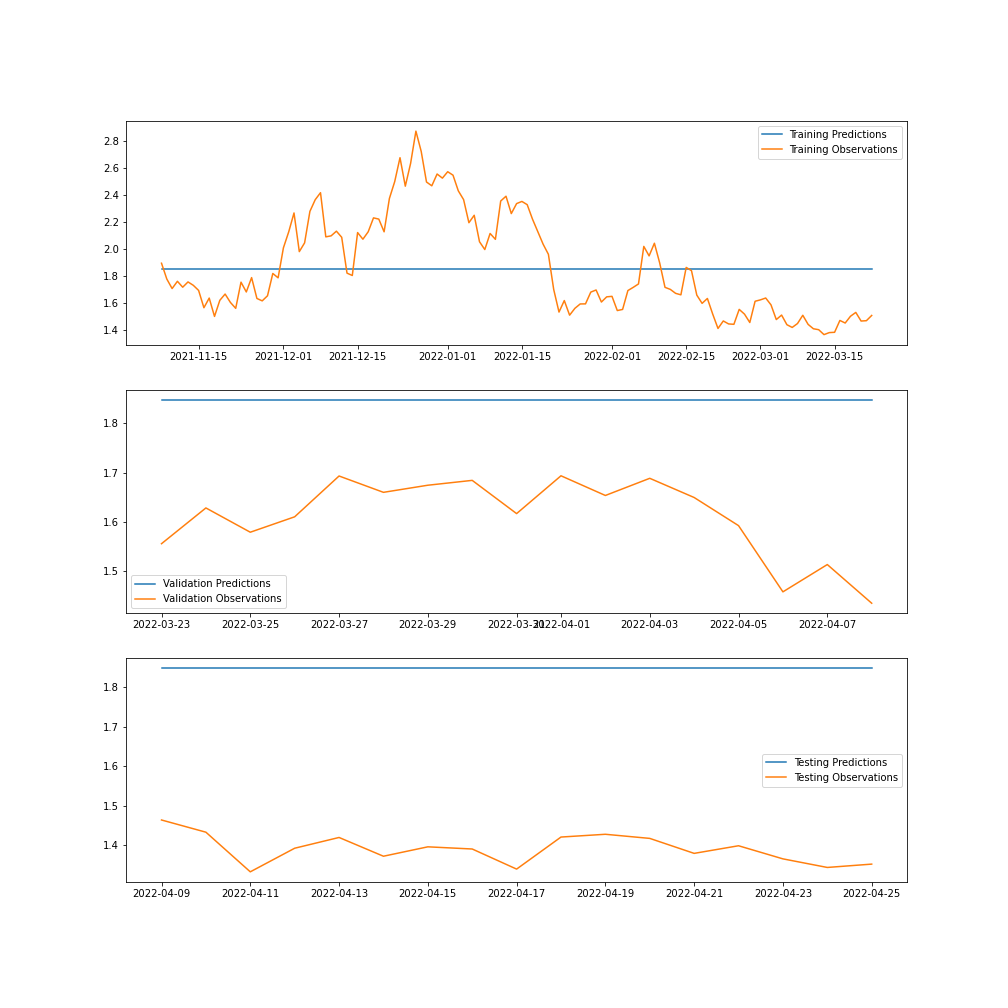 2.8
2.6
2.4
2.2
2.0
1.8
1.6
1.4
Training Predictions
Training Observations
2021-11-15 2021-12-01 2021-12-15 2022-01-01 2022-01-15 2022-02-01 2022-02-15 2022-03-01 2022-03-15
1.8
1.7
1.6
1.5
Validation Predictions
Validation Observations
2022-03-23 2022-03-25 2022-03-27 2022-03-29 2022-03-31 2022-04-01 2022-04-03 2022-04-05 2022-04-07
1.8
1.7
1.6
1.5
1.4
Testing Predictions
Testing Observations
2022-04-09 2022-04-11 2022-04-13 2022-04-15 2022-04-17 2022-04-19 2022-04-21 2022-04-23 2022-04-25